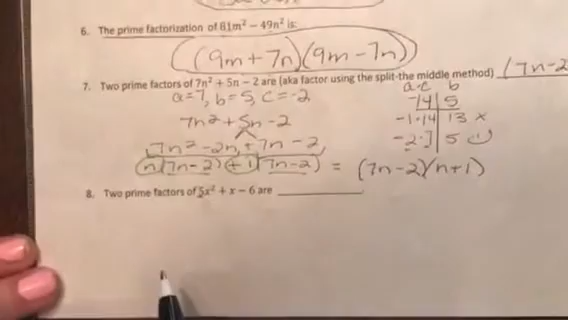 6. The prime factorization of 81m² – 49n² is:
((9m + 7n)(9m – 7n))
7. Two prime factors of 7n² + 5n – 2 are (aka factor using the split-the middle method) (7n-2
a=7, b=5, c=-2
a·c b
-14 | 5
7n² + 5n - 2
-1·14 | 13 x
7n² - 2n + 7n - 2
-2·7 | 5
n(7n-2) + 1(7n-2) = (7n-2)(n+1)
8. Two prime factors of 5x² + x – 6 are